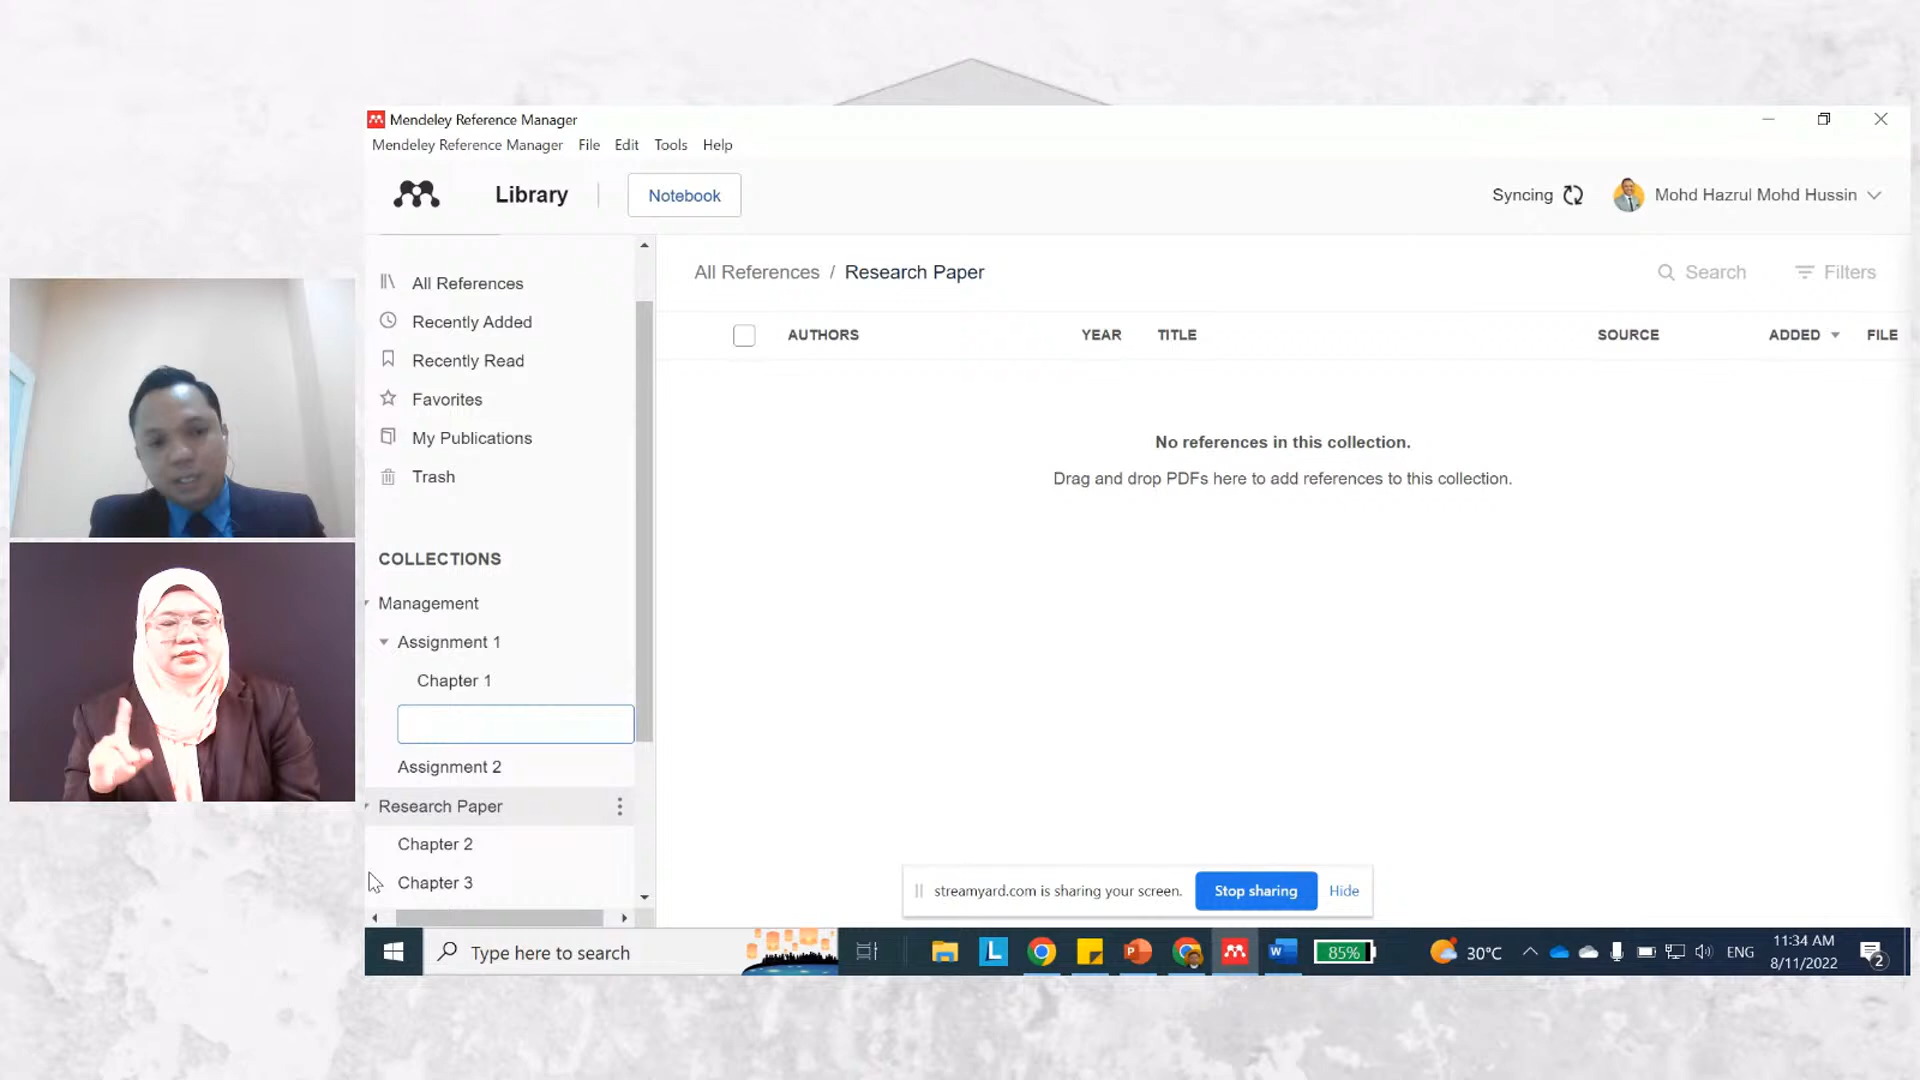 Mendeley Reference Manager
Mendeley Reference Manager File Edit Tools Help
Library
Notebook
Syncing
Mohd Hazrul Mohd Hussin
All References
Recently Added
Recently Read
Favorites
My Publications
Trash
COLLECTIONS
Management
Assignment 1
Chapter 1
Assignment 2
Research Paper
Chapter 2
Chapter 3
All References / Research Paper
Search
Filters
AUTHORS YEAR TITLE SOURCE ADDED FILE
No references in this collection.
Drag and drop PDFs here to add references to this collection.
streamyard.com is sharing your screen.
Stop sharing
Hide
Type here to search
L
P
W
85%
30°C
ENG
11:34 AM
8/11/2022
2